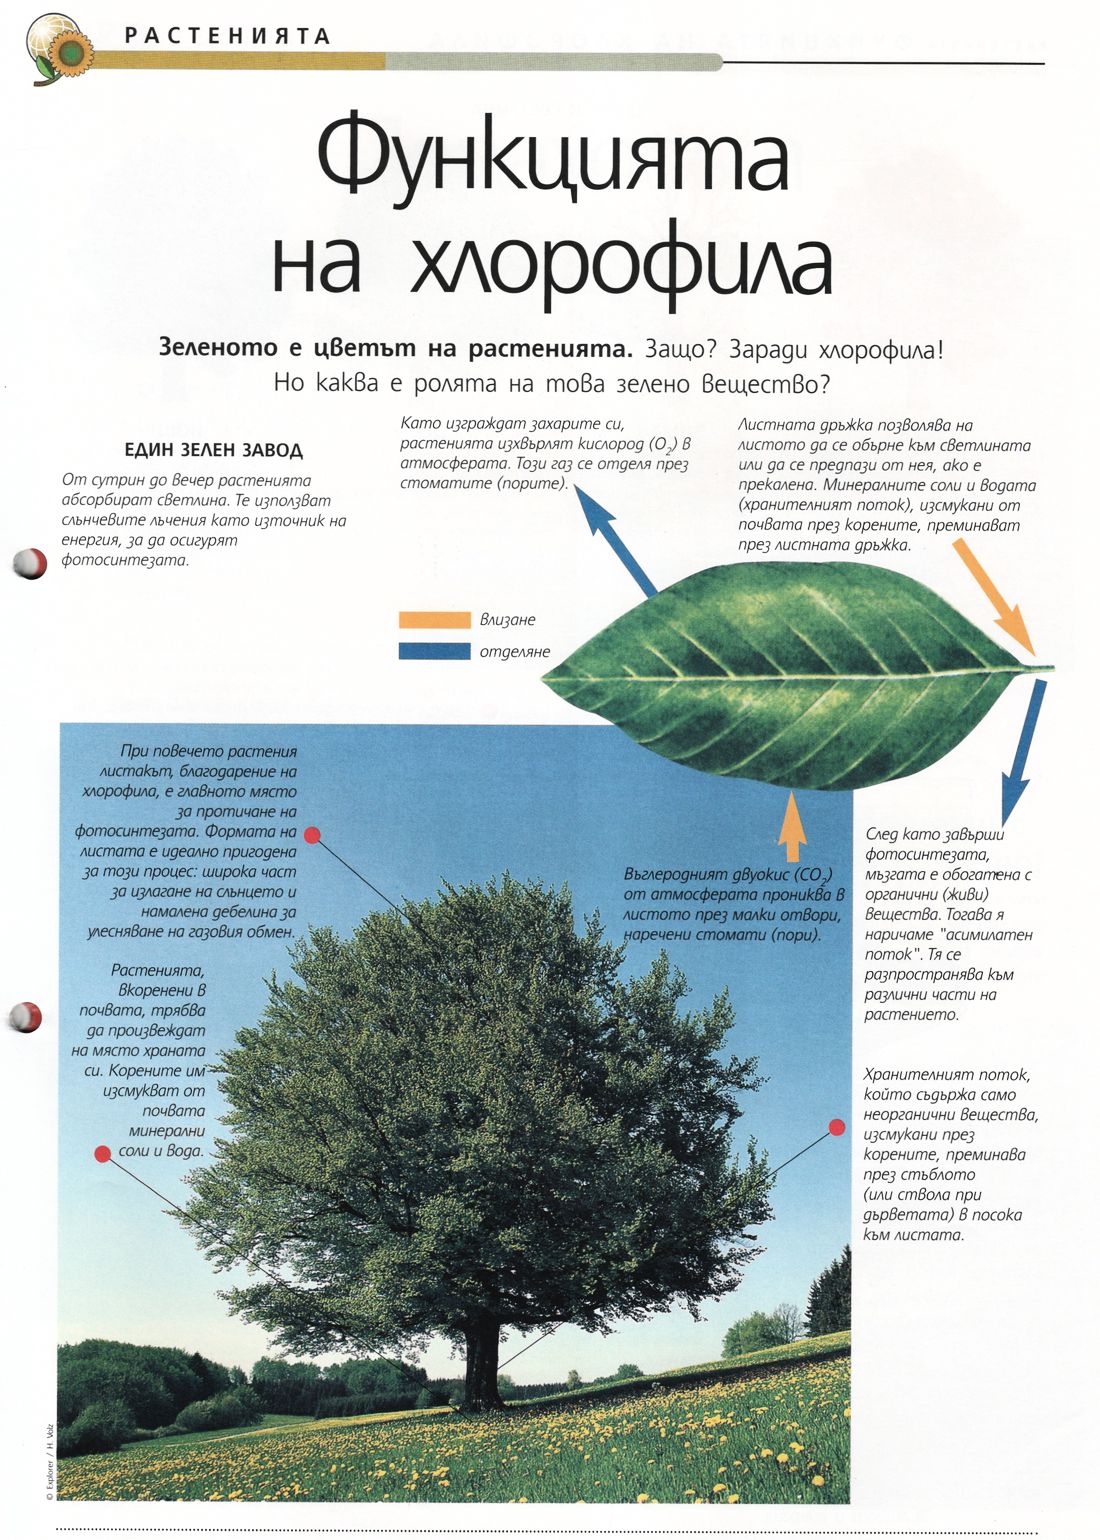 РАСТЕНИЯТА
Функцията
на хлорофила
Зеленото е цветът на растенията. Защо? Заради хлорофила!
Но каква е ролята на това зелено вещество?
ЕДИН ЗЕЛЕН ЗАВОД
От сутрин до вечер растенията
абсорбират светлина. Те използват
слънчевите лъчения като източник на
енергия, за да осигурят
фотосинтезата.
Като изграждат захарите си,
растенията изхвърлят кислород (O₂) в
атмосферата. Този газ се отделя през
стоматите (порите).
Листната дръжка позволява на
листото да се обърне към светлината
или да се предпази от нея, ако е
прекалена. Минералните соли и водата
(хранителният поток), изсмукани от
почвата през корените, преминават
през листната дръжка.
влизане
отделяне
При повечето растения
листакът, благодарение на
хлорофила, е главното място
за протичане на
фотосинтезата. Формата на
листата е идеално пригодена
за този процес: широка част
за излагане на слънцето и
намалена дебелина за
улесняване на газовия обмен.
Въглеродният двуокис (CO₂)
от атмосферата прониква в
листото през малки отвори,
наречени стомати (пори).
След като завърши
фотосинтезата,
мъзгата е обогатена с
органични (живи)
вещества. Тогава я
наричаме "асимилатен
поток". Тя се
разпространява към
различни части на
растението.
Растенията,
вкоренени в
почвата, трябва
да произвеждат
на място храната
си. Корените им
изсмукват от
почвата
минерални
соли и вода.
Хранителният поток,
който съдържа само
неорганични вещества,
изсмукани през
корените, преминава
през стъблото
(или ствола при
дърветата) в посока
към листата.
© Explorer / H. Volz